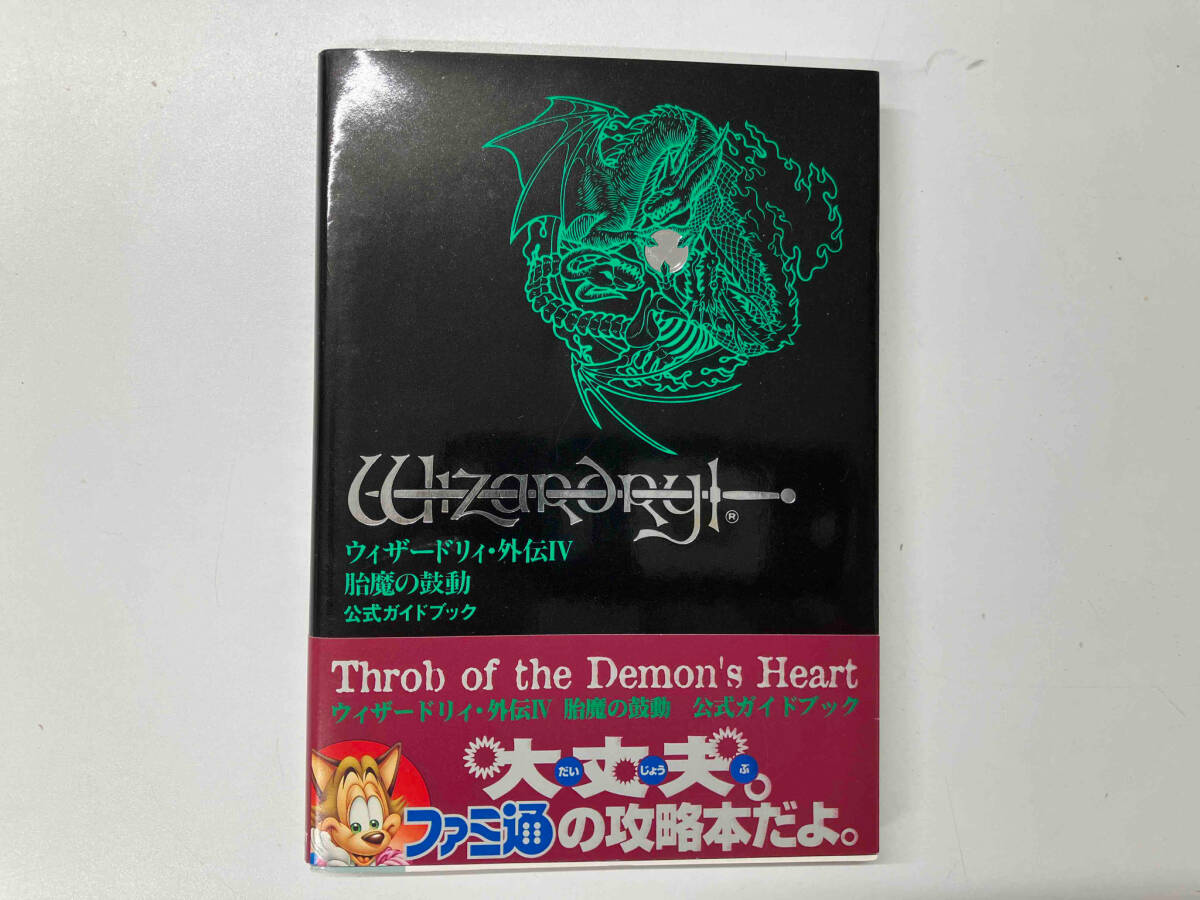 Wizardry®
ウィザードリィ・外伝IV
胎魔の鼓動
公式ガイドブック
Throb of the Demon's Heart
ウィザードリィ・外伝IV 胎魔の鼓動 公式ガイドブック
"大丈夫。"
だい じょう ぶ
ファミ通の攻略本だよ。